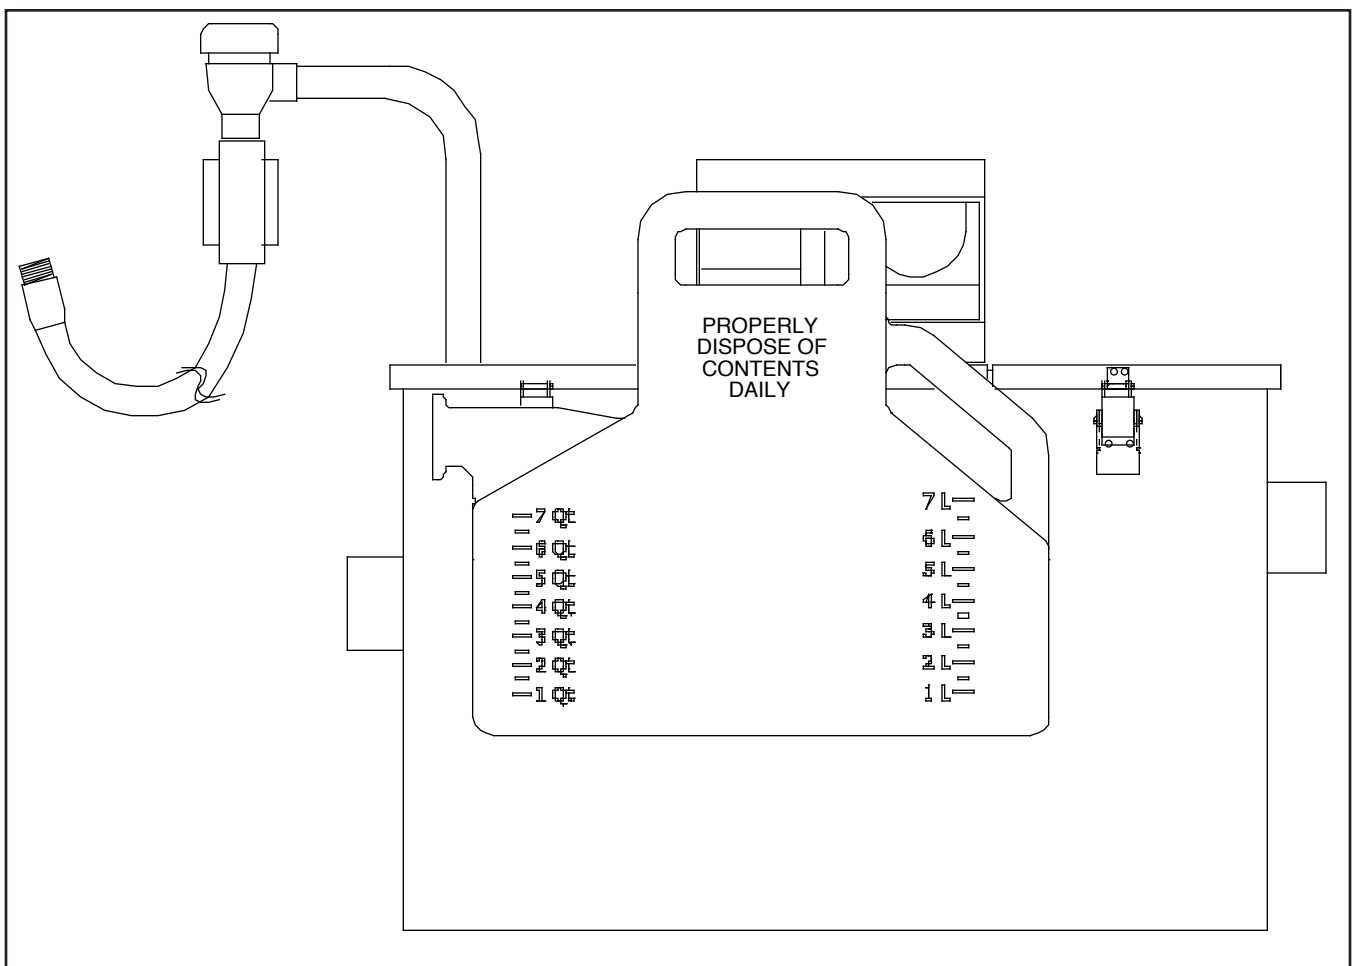 PROPERLY
DISPOSE OF
CONTENTS
DAILY
7 Qt
6 Qt
5 Qt
4 Qt
3 Qt
2 Qt
1 Qt
7 L
6 L
5 L
4 L
3 L
2 L
1 L